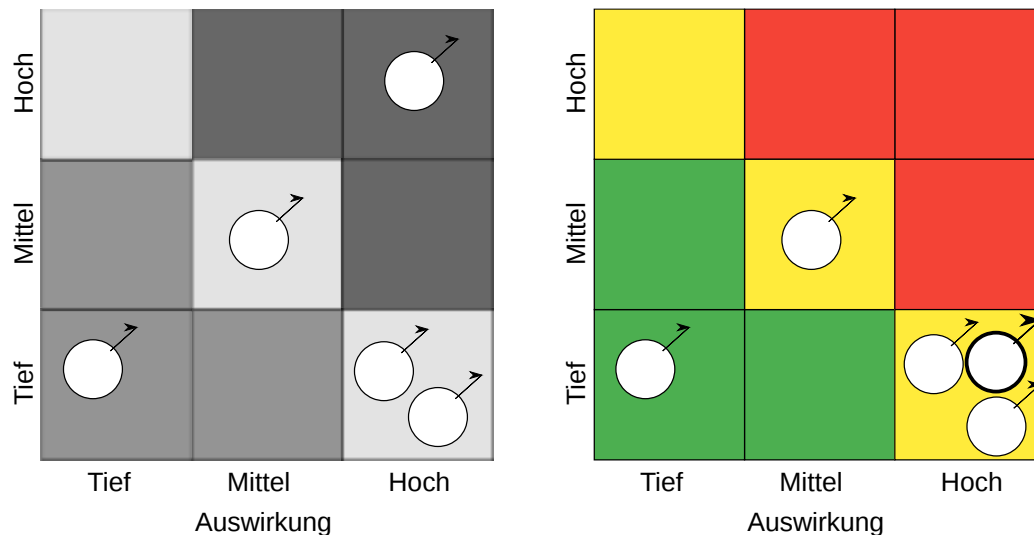 Hoch
Mittel
Tief
Tief Mittel Hoch
Auswirkung
Hoch
Mittel
Tief
Tief Mittel Hoch
Auswirkung